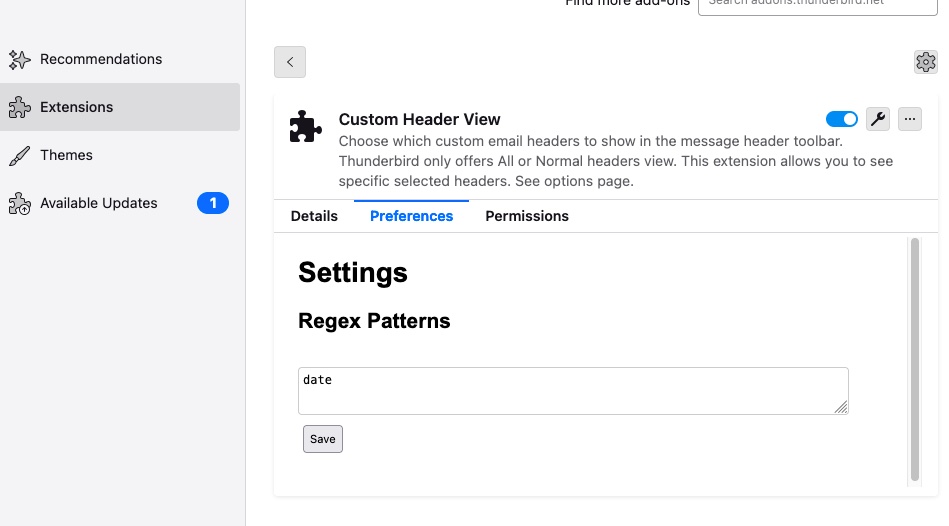 Find more add-ons
Search addons.thunderbird.net
Recommendations
Extensions
Themes
Available Updates
1
Custom Header View
Choose which custom email headers to show in the message header toolbar.
Thunderbird only offers All or Normal headers view. This extension allows you to see
specific selected headers. See options page.
Details
Preferences
Permissions
Settings
Regex Patterns
date
Save